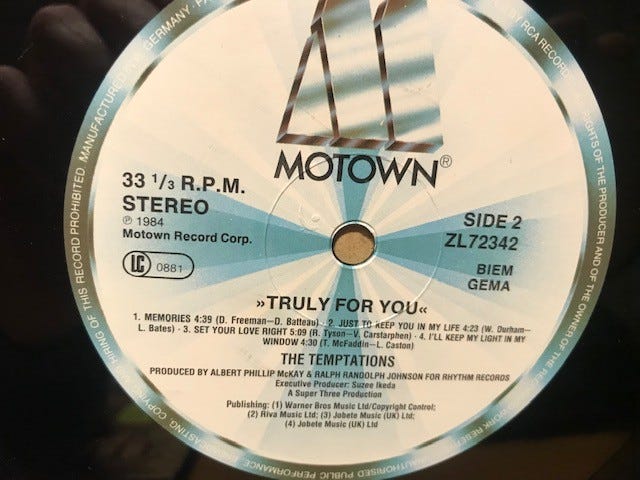 MOTOWN®
33 1/3 R.P.M.
STEREO
℗ 1984
Motown Record Corp.
LC 0881
SIDE 2
ZL72342
BIEM
GEMA
»TRULY FOR YOU«
1. MEMORIES 4:39 (D. Freeman—D. Batteau) · 2. JUST TO KEEP YOU IN MY LIFE 4:23 (W. Durham—
L. Bates) · 3. SET YOUR LOVE RIGHT 5:09 (R. Tyson—V. Carstarphen) · 4. I'LL KEEP MY LIGHT IN MY
WINDOW 4:30 (T. McFaddin—L. Caston)
THE TEMPTATIONS
PRODUCED BY ALBERT PHILLIP McKAY & RALPH RANDOLPH JOHNSON FOR RHYTHM RECORDS
Executive Producer: Suzee Ikeda
A Super Three Production
Publishing: (1) Warner Bros Music Ltd/Copyright Control;
(2) Riva Music Ltd; (3) Jobete Music (UK) Ltd;
(4) Jobete Music (UK) Ltd
HIRING OF THIS RECORD PROHIBITED MANUFACTURED GERMANY
BY RCA RECOR
RIGHTS OF THE PRODUCER AND OF THE OWNER OF THE
WORK
AUTHORISED PUBLIC PERFORMANCE